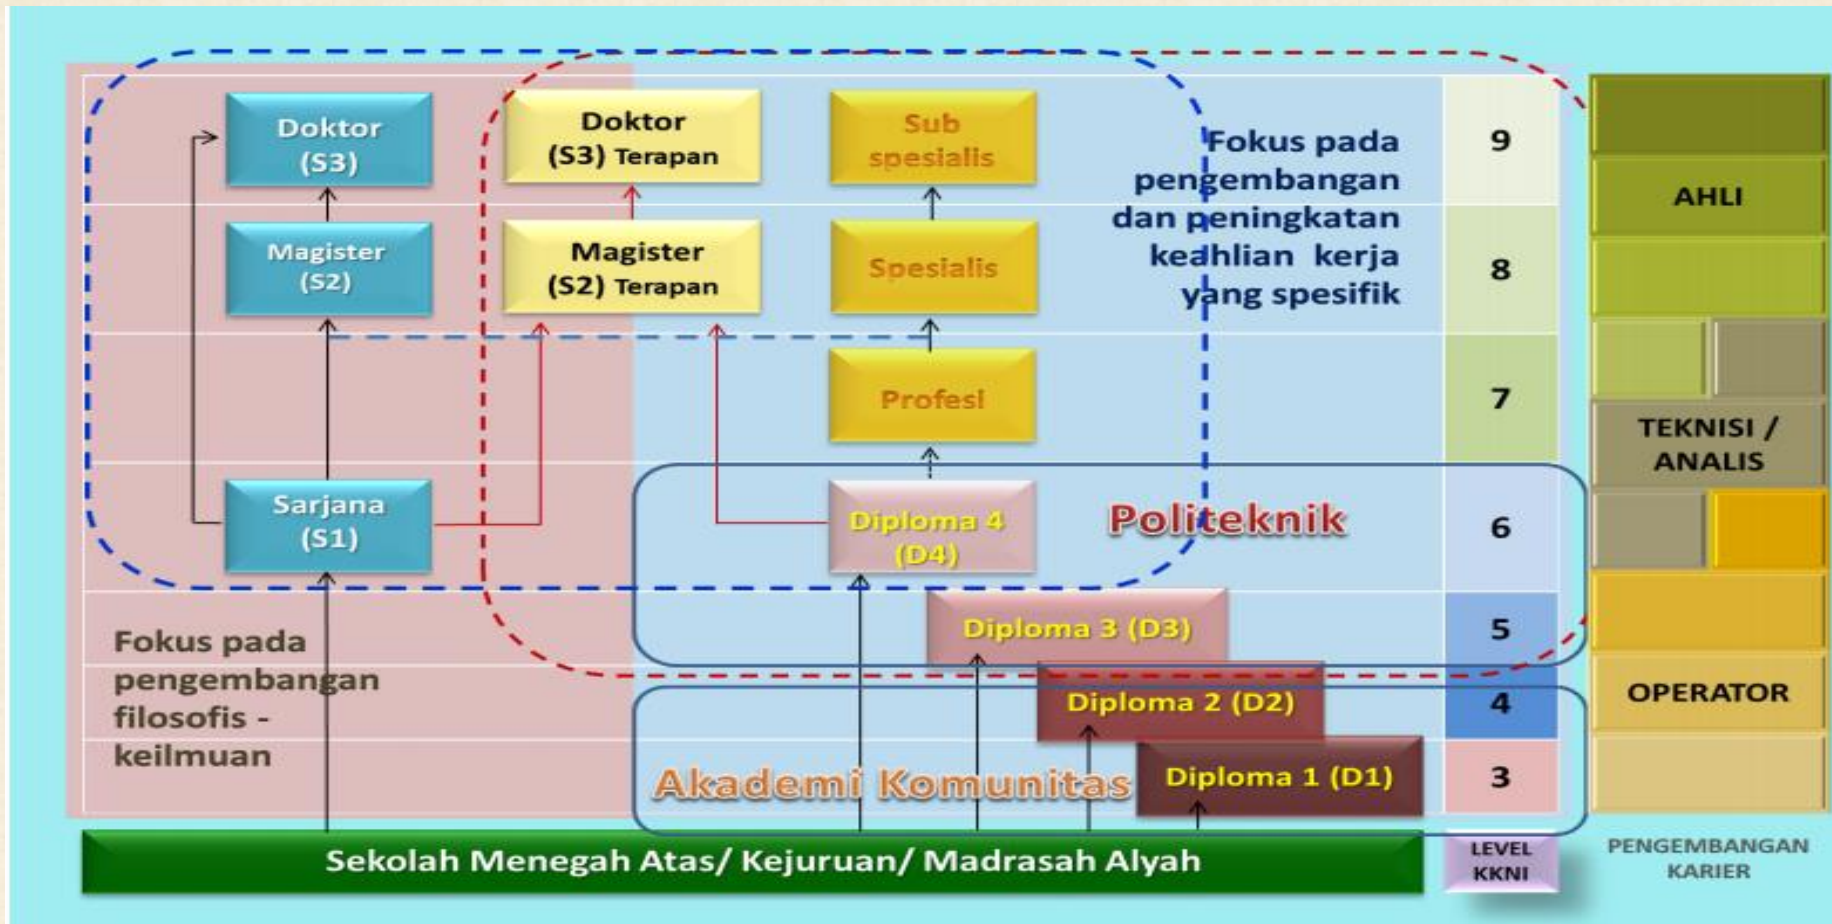 Doktor
(S3)
Doktor
(S3) Terapan
Sub
spesialis
Fokus pada
pengembangan
dan peningkatan
keahlian kerja
yang spesifik
9
AHLI
Magister
(S2)
Magister
(S2) Terapan
Spesialis
8
Profesi
7
TEKNISI /
ANALIS
Sarjana
(S1)
Diploma 4
(D4)
Politeknik
6
Fokus pada
pengembangan
filosofis -
keilmuan
Diploma 3 (D3)
5
Diploma 2 (D2)
4
OPERATOR
Akademi Komunitas
Diploma 1 (D1)
3
Sekolah Menegah Atas/ Kejuruan/ Madrasah Alyah
LEVEL
KKNI
PENGEMBANGAN
KARIER